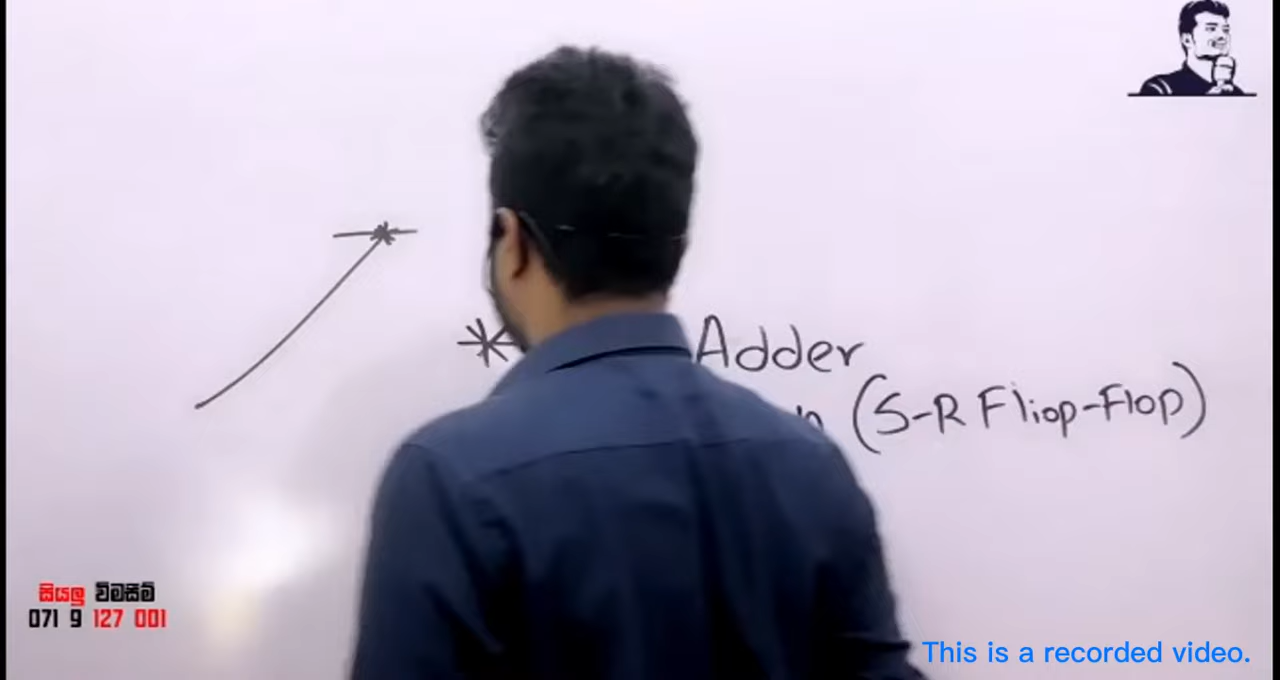 * Adder
(S-R Fliop-Flop)
සියලු විමසීම්
071 9 127 001
This is a recorded video.